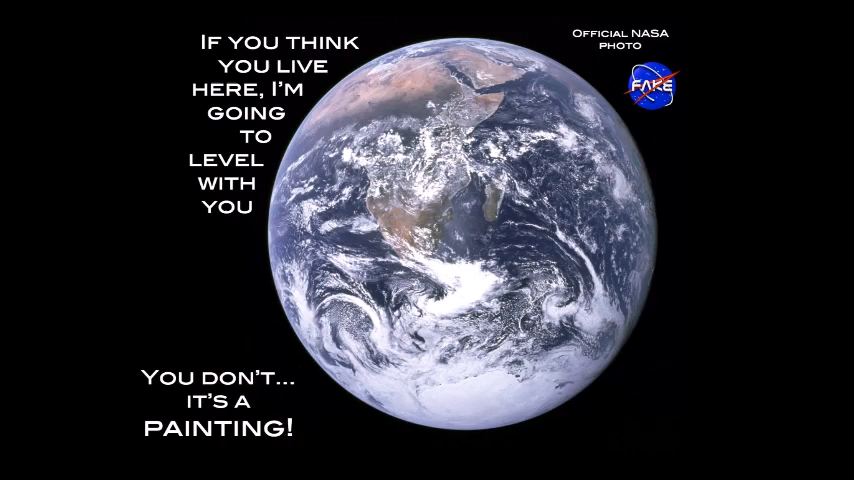 If you think
you live
here, I'm
going
to
level
with
you
Official NASA
photo
FAKE
You don't...
it's a
painting!